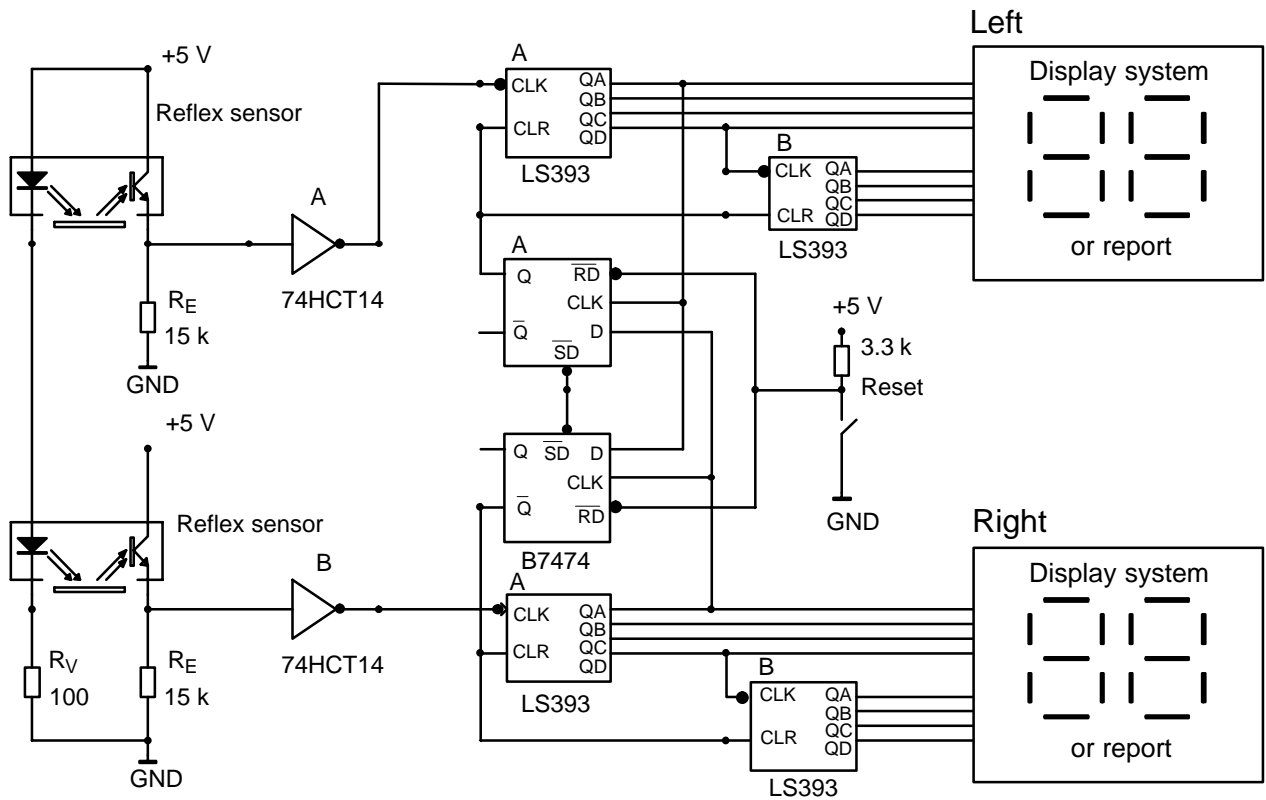 Left
+5 V
Reflex sensor
A
CLK
CLR
QA
QB
QC
QD
LS393
Display system
or report
B
CLK
CLR
QA
QB
QC
QD
LS393
A
74HCT14
RE
15 k
GND
A
Q
RD
CLK
Q
D
SD
+5 V
3.3 k
Reset
GND
+5 V
Q
SD
D
CLK
Q
RD
B7474
Reflex sensor
B
74HCT14
RV
100
RE
15 k
GND
A
CLK
CLR
QA
QB
QC
QD
LS393
B
CLK
CLR
QA
QB
QC
QD
LS393
Right
Display system
or report